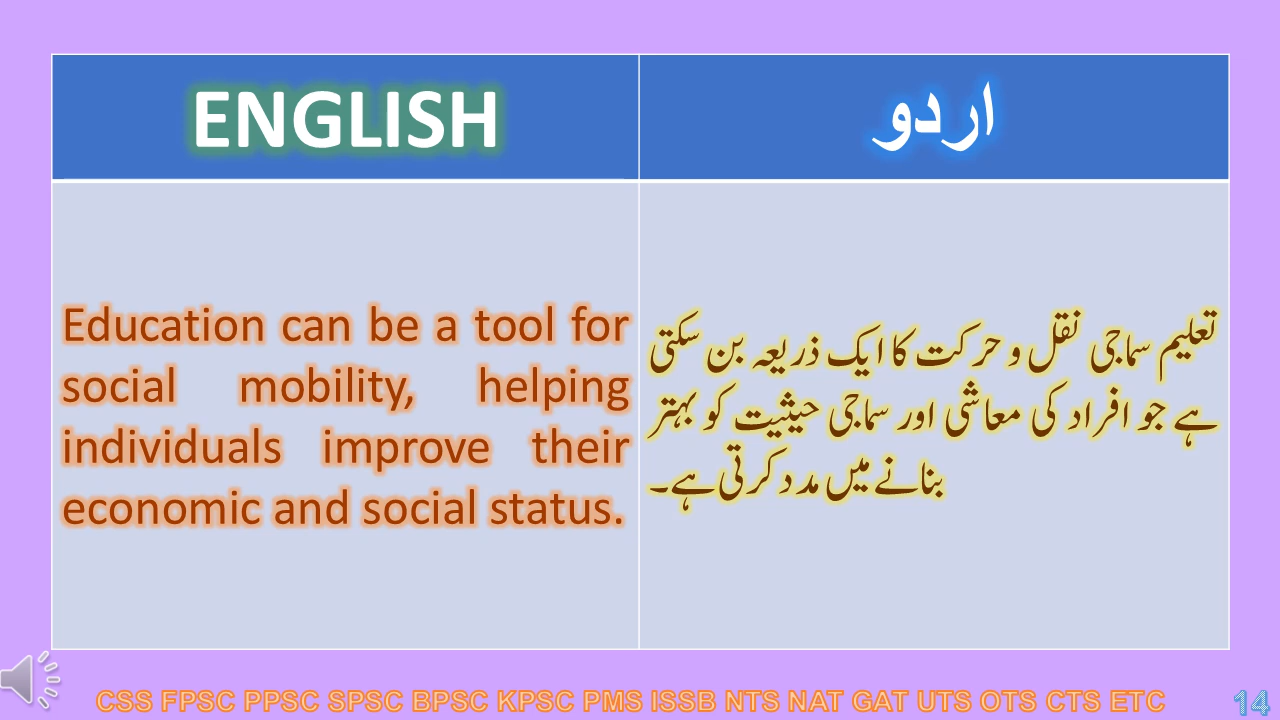 ENGLISH
اردو
Education can be a tool for
social mobility, helping
individuals improve their
economic and social status.
تعلیم سماجی نقل و حرکت کا ایک ذریعہ بن سکتی
ہے جو افراد کی معاشی اور سماجی حیثیت کو بہتر
بنانے میں مدد کرتی ہے۔
CSS FPSC PPSC SPSC BPSC KPSC PMS ISSB NTS NAT GAT UTS OTS CTS ETC
14